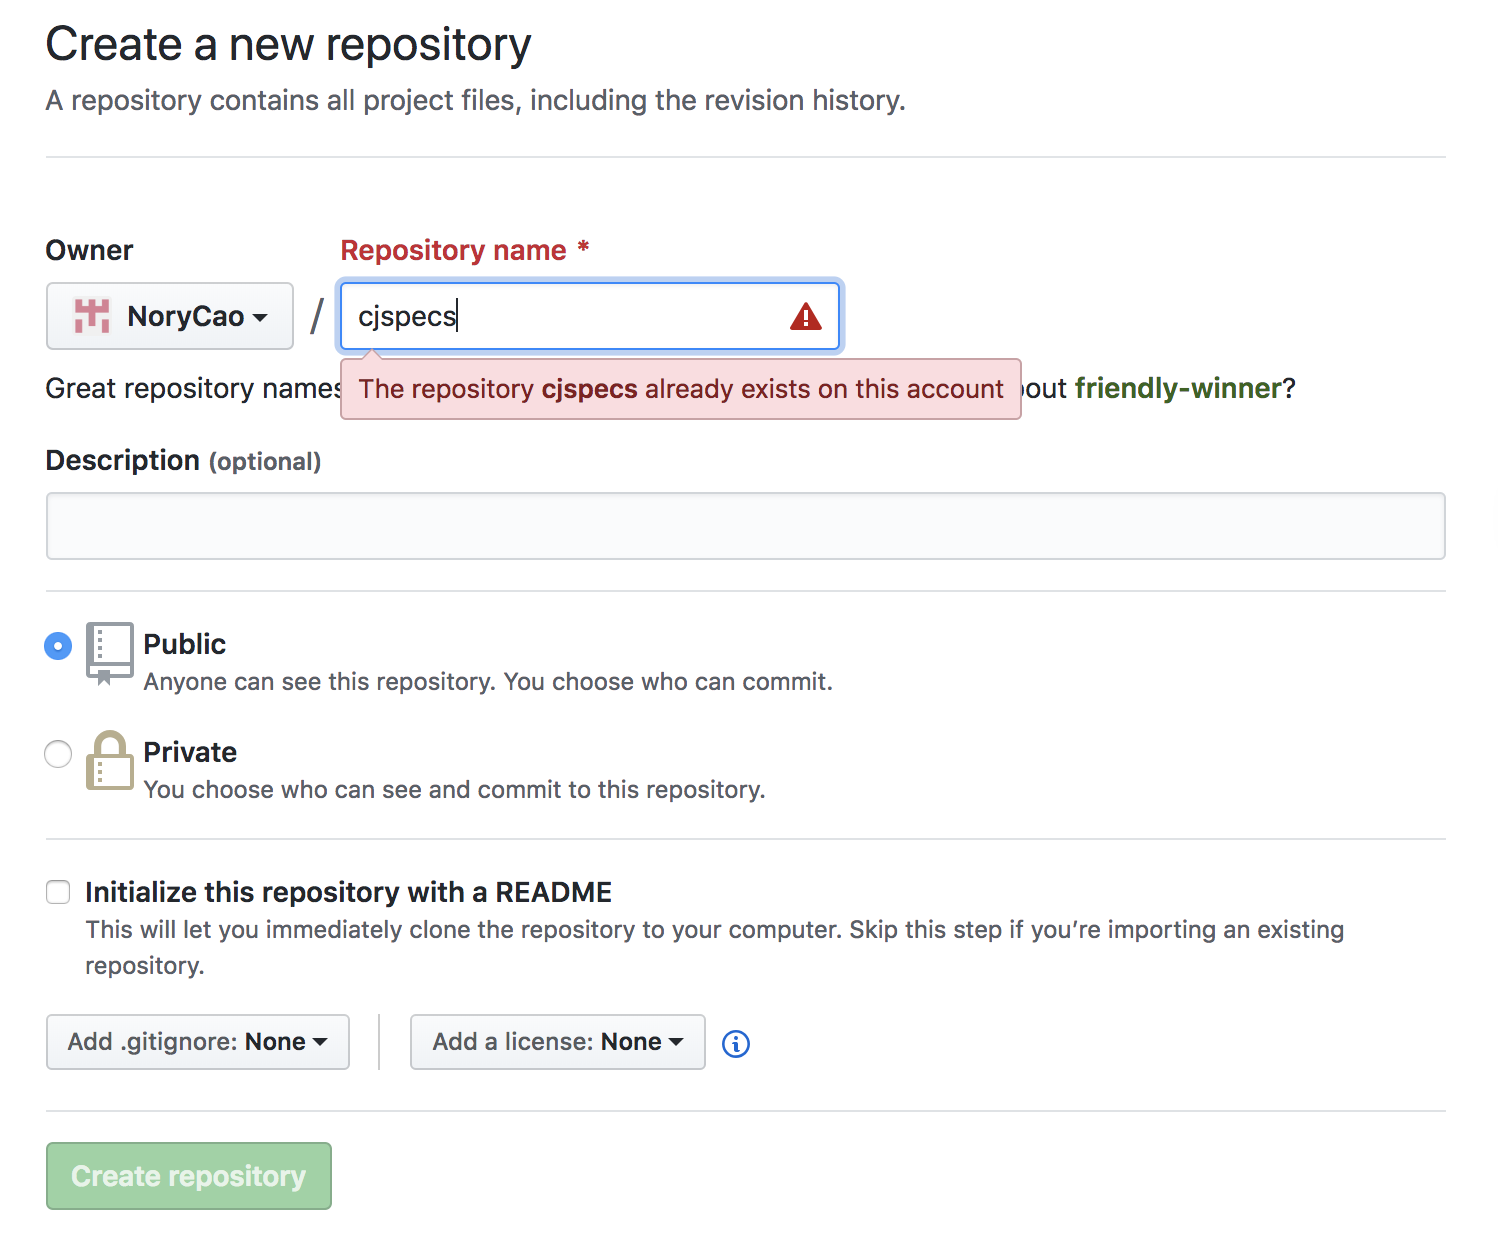 Create a new repository
A repository contains all project files, including the revision history.
Owner
Repository name *
NoryCao
/
cjspecs
The repository cjspecs already exists on this account
Great repository names
out friendly-winner?
Description (optional)
Public
Anyone can see this repository. You choose who can commit.
Private
You choose who can see and commit to this repository.
Initialize this repository with a README
This will let you immediately clone the repository to your computer. Skip this step if you’re importing an existing
repository.
Add .gitignore: None
Add a license: None
Create repository